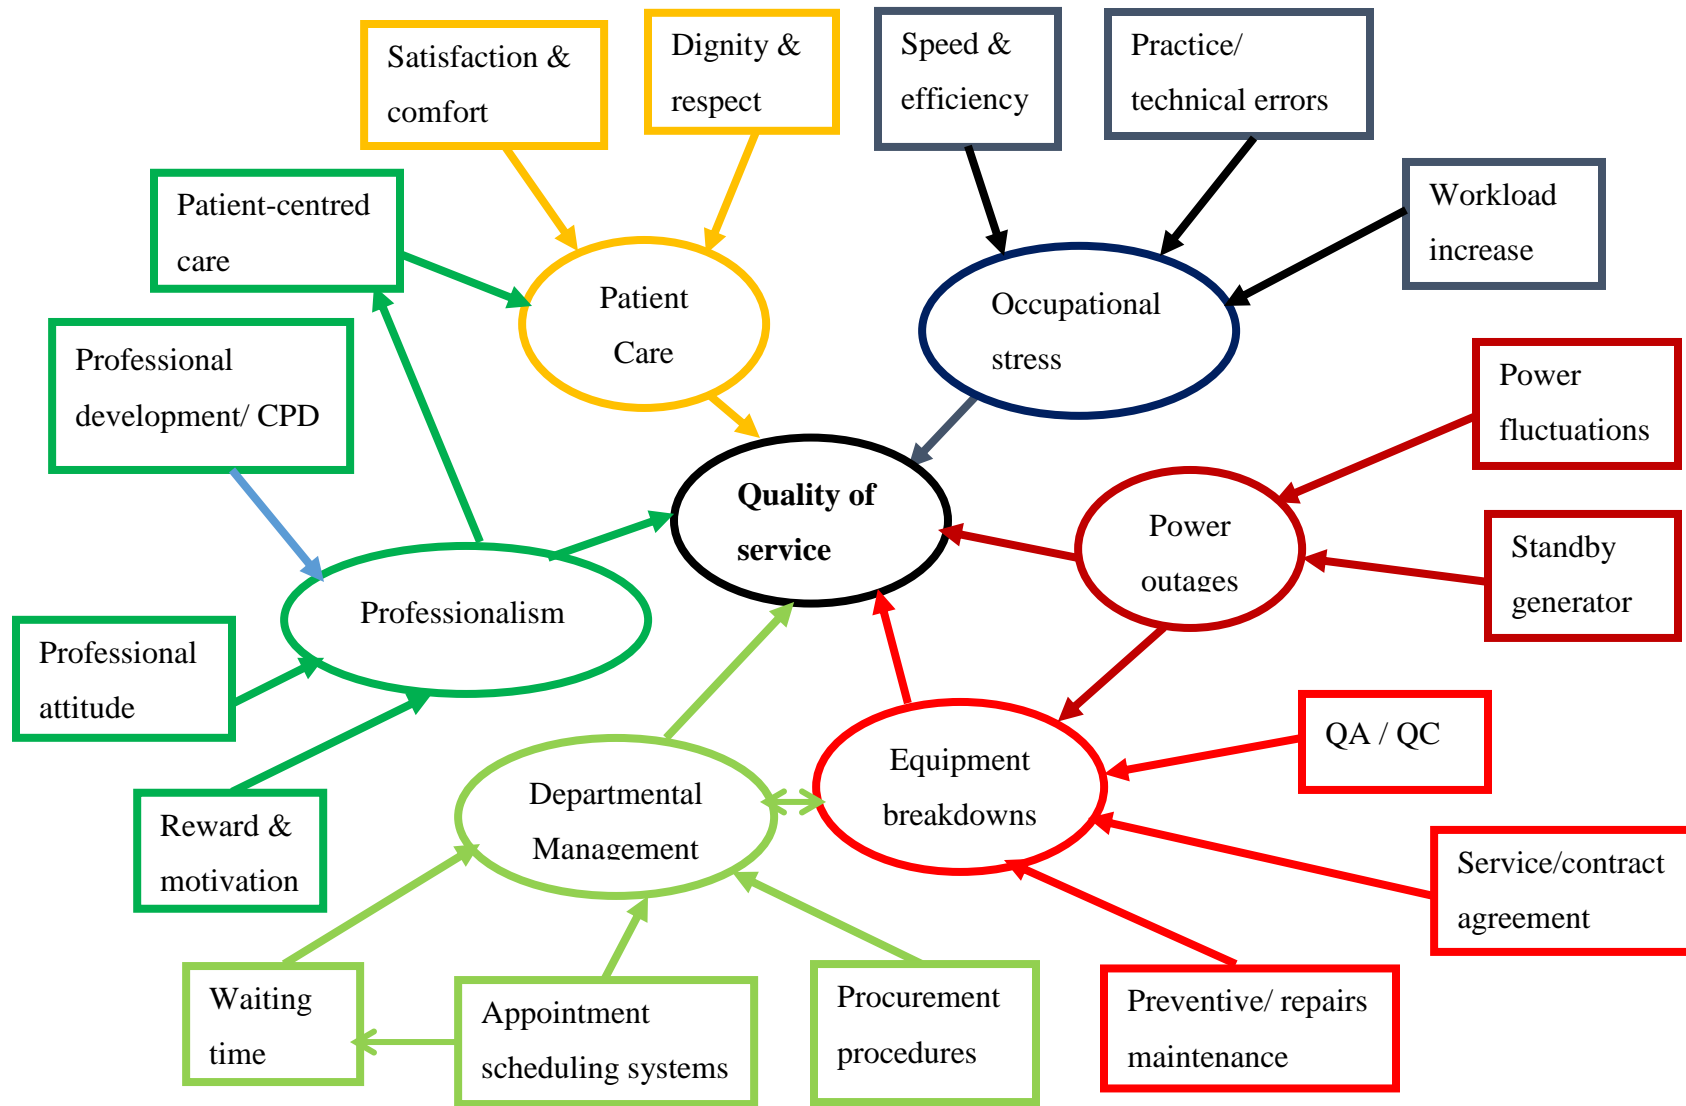 Satisfaction &
comfort
Dignity &
respect
Speed &
efficiency
Practice/
technical errors
Patient-centred
care
Workload
increase
Patient
Care
Occupational
stress
Professional
development/ CPD
Power
fluctuations
Quality of
service
Power
outages
Standby
generator
Professionalism
Professional
attitude
QA / QC
Equipment
breakdowns
Departmental
Management
Reward &
motivation
Service/contract
agreement
Waiting
time
Appointment
scheduling systems
Procurement
procedures
Preventive/ repairs
maintenance